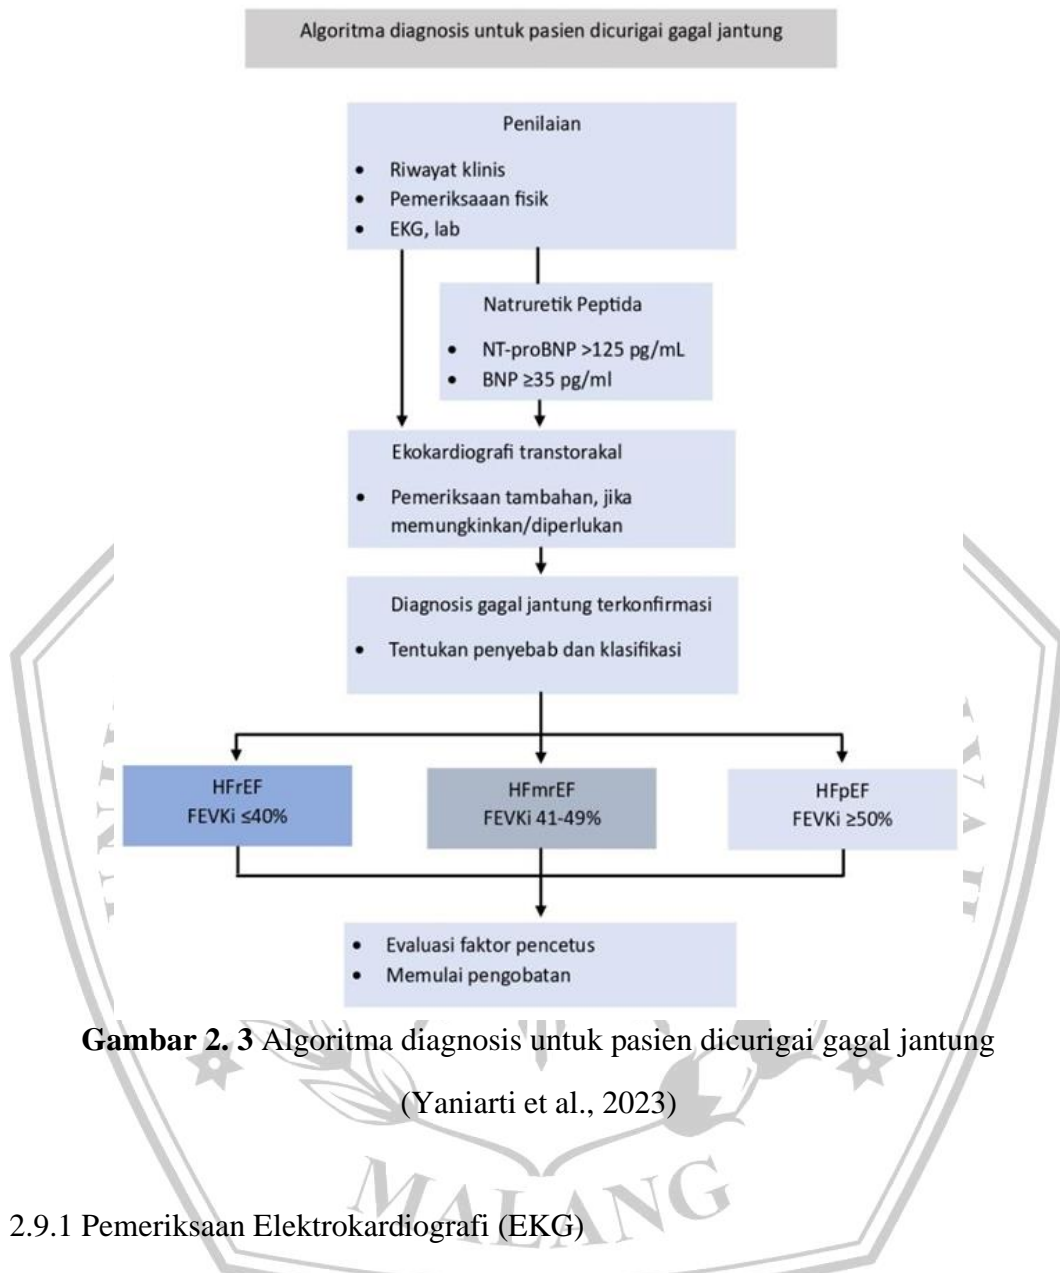 Algoritma diagnosis untuk pasien dicurigai gagal jantung
Penilaian
• Riwayat klinis
• Pemeriksaaan fisik
• EKG, lab
Natruretik Peptida
• NT-proBNP >125 pg/mL
• BNP ≥35 pg/ml
Ekokardiografi transtorakal
• Pemeriksaan tambahan, jika
memungkinkan/diperlukan
Diagnosis gagal jantung terkonfirmasi
• Tentukan penyebab dan klasifikasi
HFrEF
FEVKi ≤40%
HFmrEF
FEVKi 41-49%
HFpEF
FEVKi ≥50%
• Evaluasi faktor pencetus
• Memulai pengobatan
Gambar 2. 3 Algoritma diagnosis untuk pasien dicurigai gagal jantung
(Yaniarti et al., 2023)
MALANG
2.9.1 Pemeriksaan Elektrokardiografi (EKG)